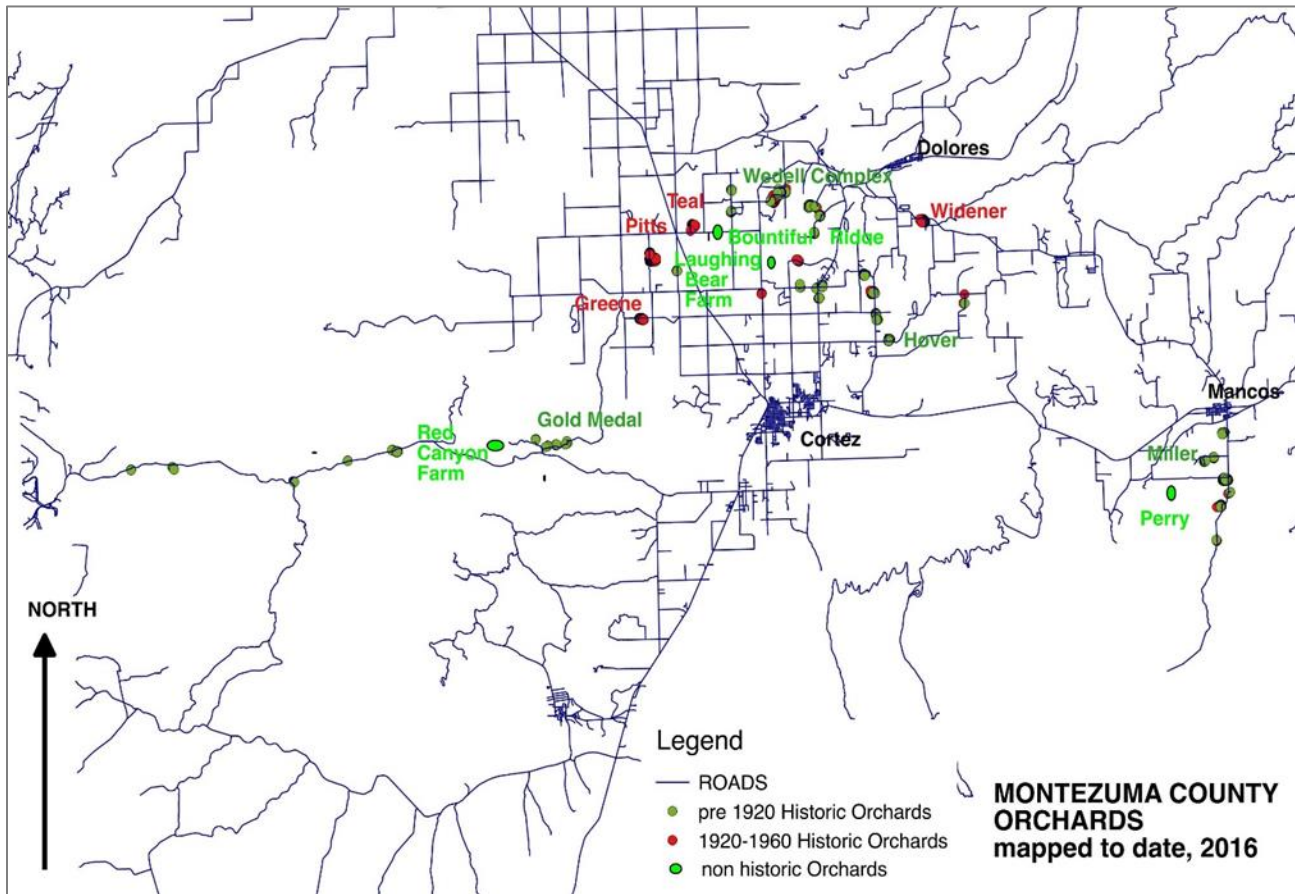 Dolores
Wedell Complex
Teal
Widener
Pitts
Bountiful Ridge
Laughing
Bear
Farm
Greene
Hover
Mancos
Gold Medal
Red
Canyon
Farm
Cortez
Miller
Perry
NORTH
Legend
ROADS
pre 1920 Historic Orchards
1920-1960 Historic Orchards
non historic Orchards
MONTEZUMA COUNTY
ORCHARDS
mapped to date, 2016